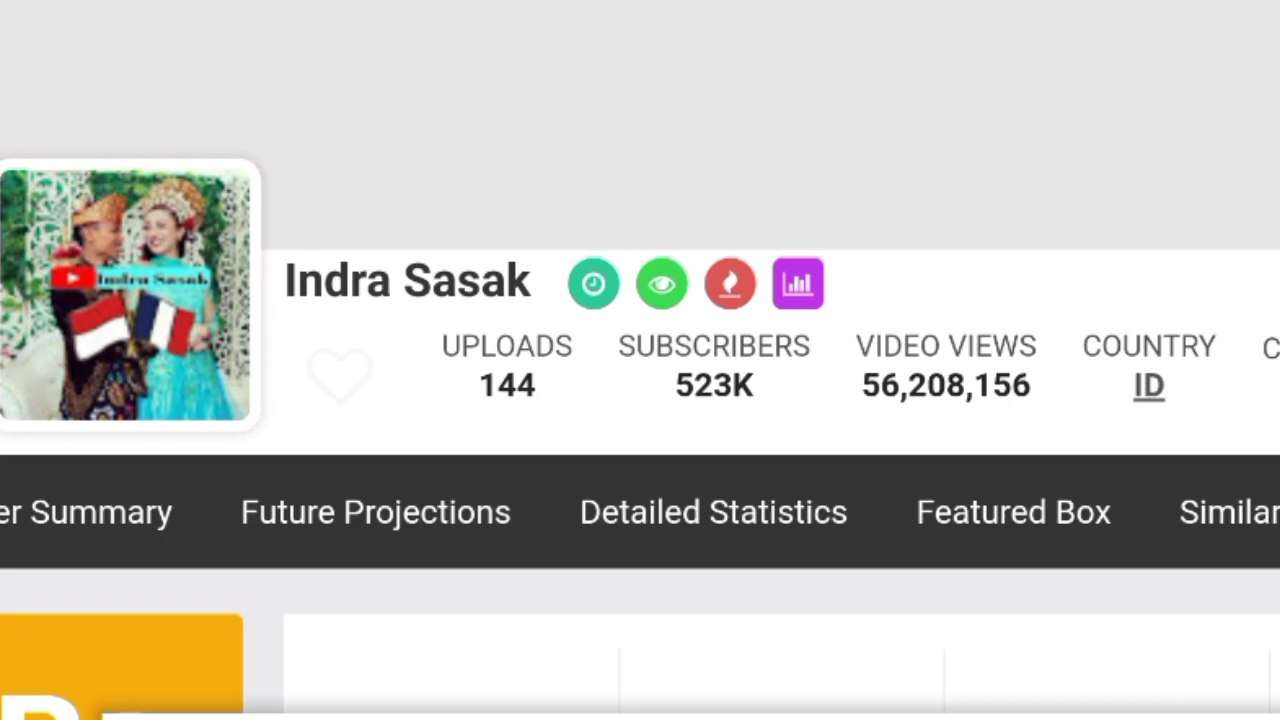 Indra Sasak
Indra Sasak
UPLOADS SUBSCRIBERS VIDEO VIEWS COUNTRY C
144 523K 56,208,156 ID
er Summary Future Projections Detailed Statistics Featured Box Similar